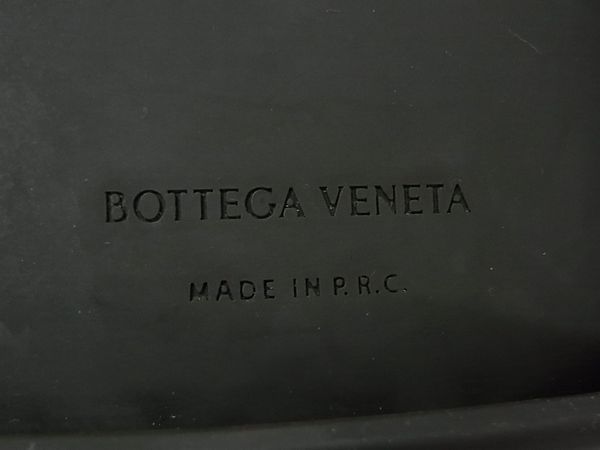 BOTTEGA VENETA
MADE IN P.R.C.